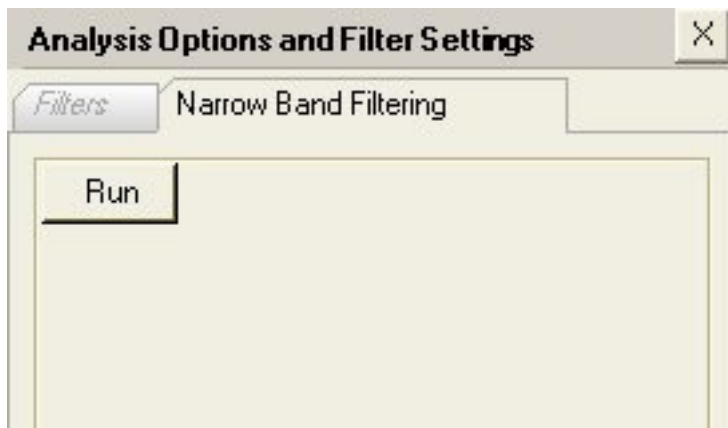 Analysis Options and Filter Settings
X
Filters
Narrow Band Filtering
Run